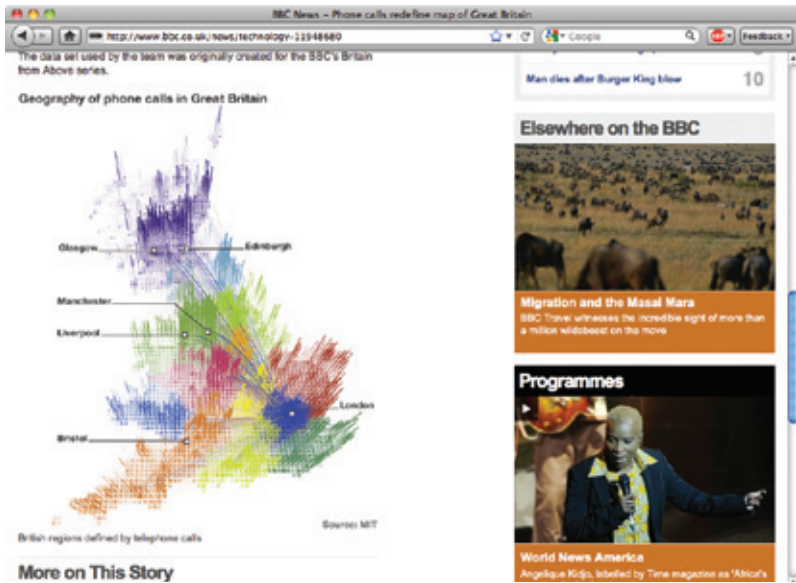 BBC News – Phone calls redefine map of Great Britain
http://www.bbc.co.uk/news/technology-11948680
Google
ABP
Feedback
The data set used by the team was originally created for the BBC's Britain
from Above series.
Geography of phone calls in Great Britain
Glasgow
Edinburgh
Manchester
Liverpool
London
Bristol
Source: MIT
British regions defined by telephone calls
More on This Story
Man dies after Burger King blow 10
Elsewhere on the BBC
Migration and the Masai Mara
BBC Travel witnesses the incredible sight of more than
a million wildebeest on the move
Programmes
World News America
Angelique Kidjo, labelled by Time magazine as 'Africa's